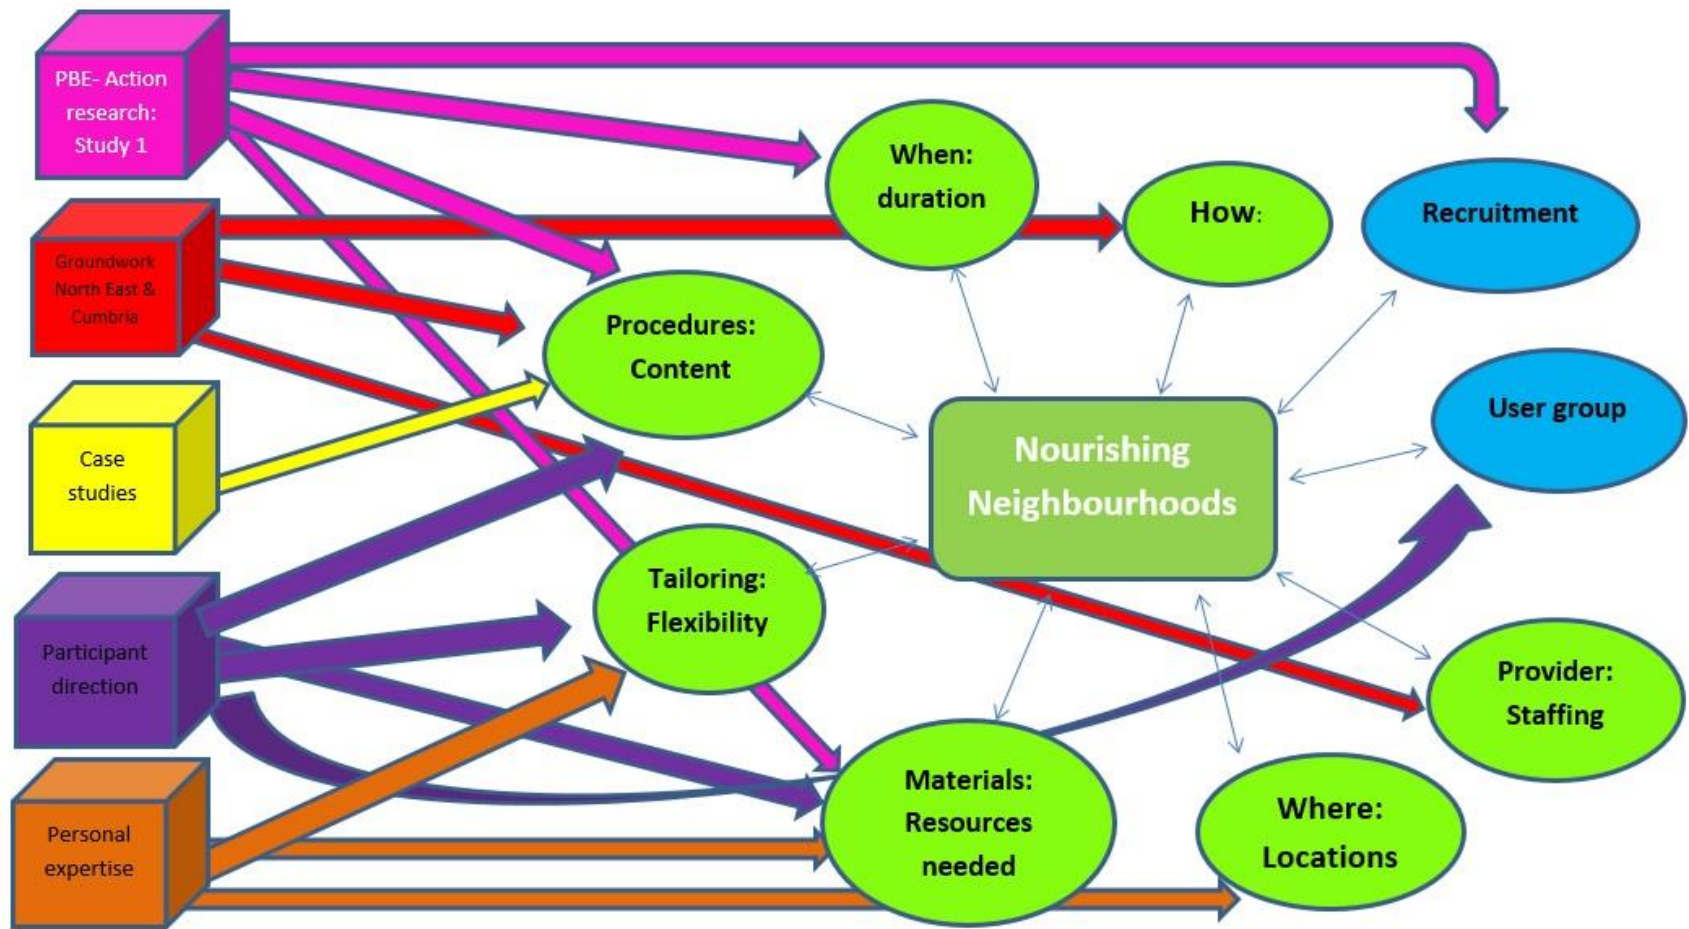 PBE- Action
research:
Study 1
Groundwork
North East &
Cumbria
Case
studies
Participant
direction
Personal
expertise
When:
duration
How:
Recruitment
Procedures:
Content
User group
Nourishing
Neighbourhoods
Tailoring:
Flexibility
Provider:
Staffing
Materials:
Resources
needed
Where:
Locations